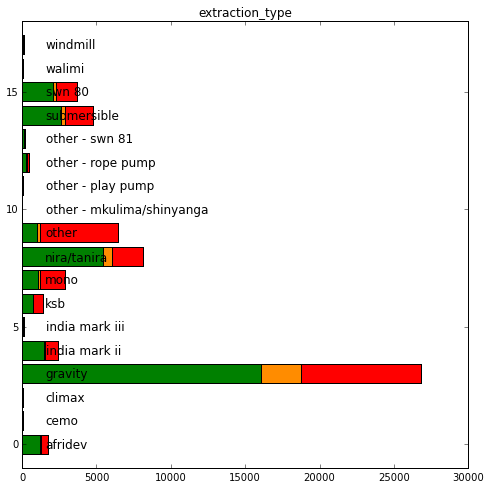 extraction_type
windmill
walimi
15
swn 80
submersible
other - swn 81
other - rope pump
other - play pump
10
other - mkulima/shinyanga
other
nira/tanira
mono
ksb
5
india mark iii
india mark ii
gravity
climax
cemo
0
afridev
0 5000 10000 15000 20000 25000 30000